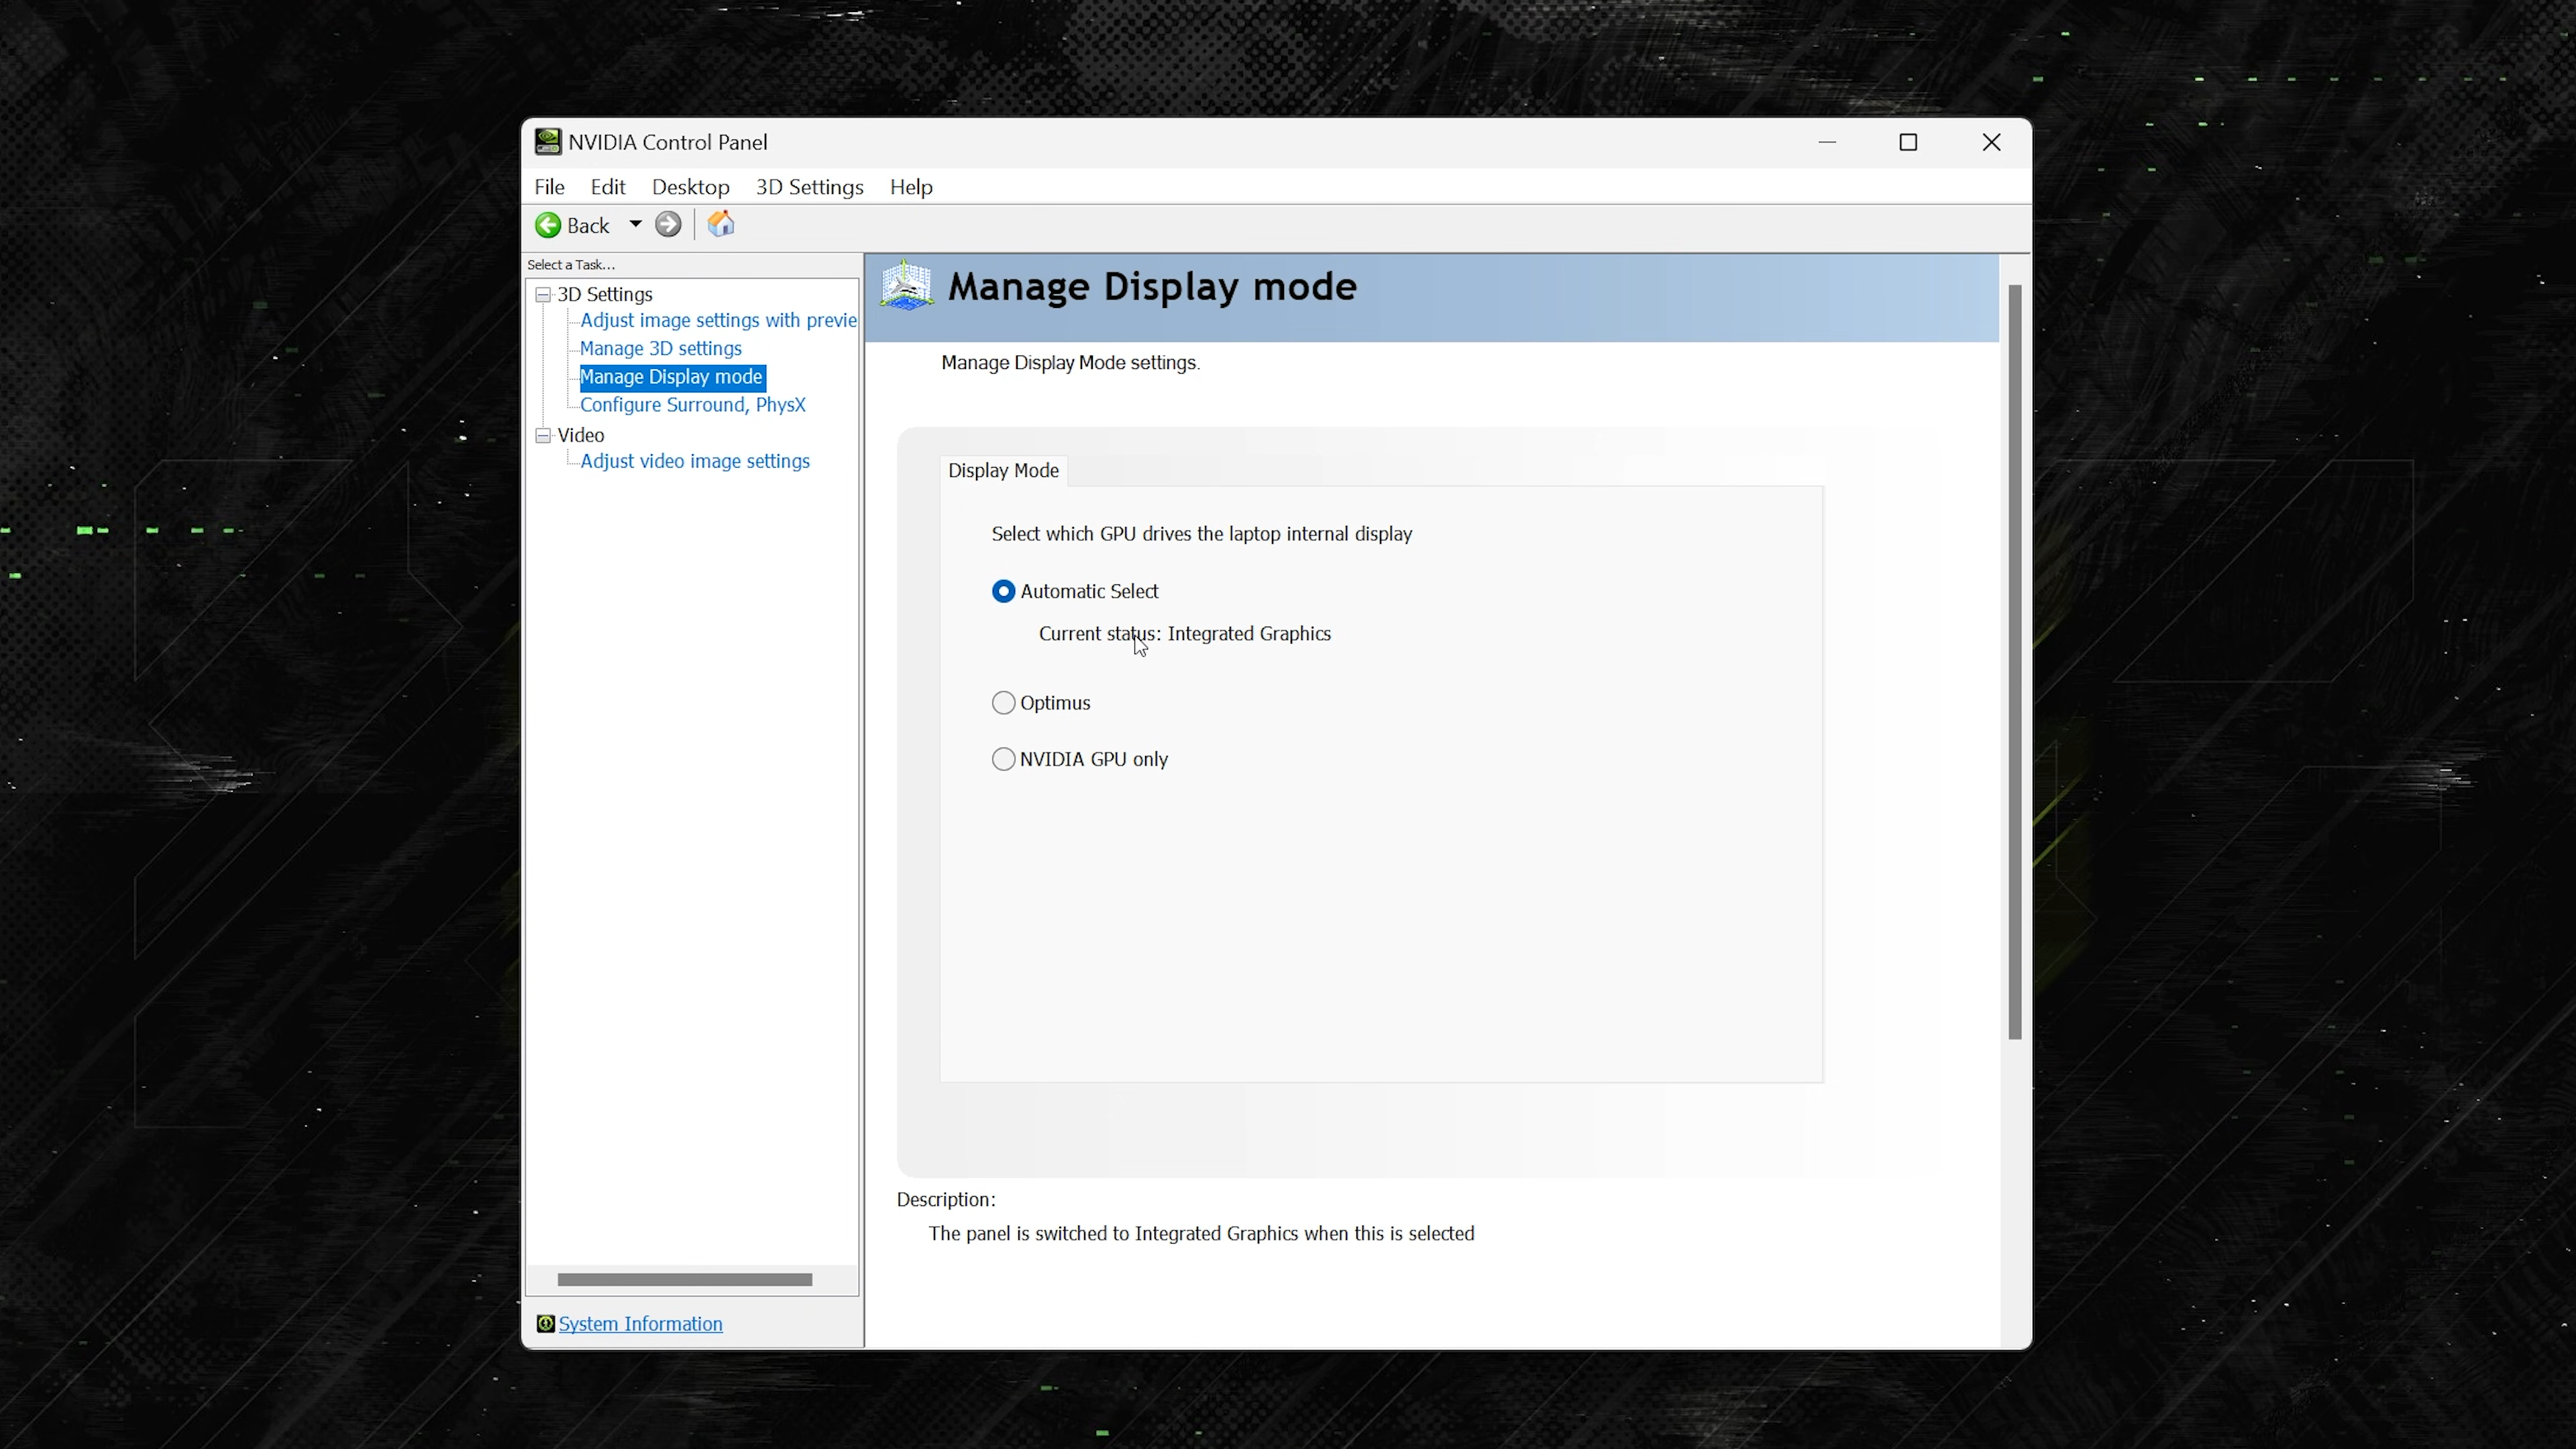 NVIDIA Control Panel
File Edit Desktop 3D Settings Help
Back
Select a Task...
3D Settings
Adjust image settings with previe
Manage 3D settings
Manage Display mode
Configure Surround, PhysX
Video
Adjust video image settings
System Information
Manage Display mode
Manage Display Mode settings.
Display Mode
Select which GPU drives the laptop internal display
Automatic Select
Current status: Integrated Graphics
Optimus
NVIDIA GPU only
Description:
The panel is switched to Integrated Graphics when this is selected